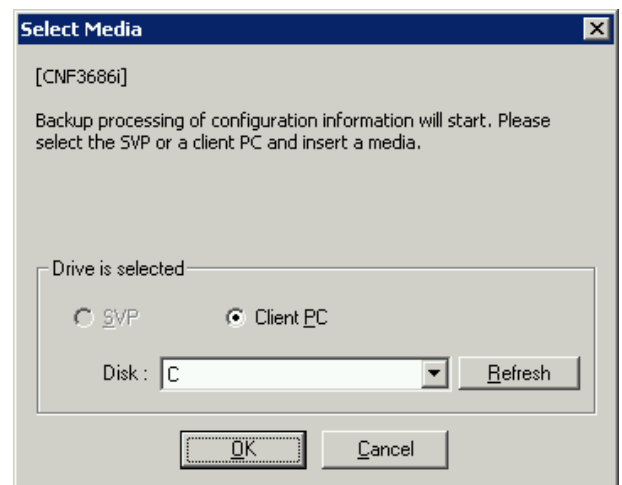 Select Media
[CNF3686i]
Backup processing of configuration information will start. Please
select the SVP or a client PC and insert a media.
Drive is selected
SVP
Client PC
Disk :
C
Refresh
OK
Cancel